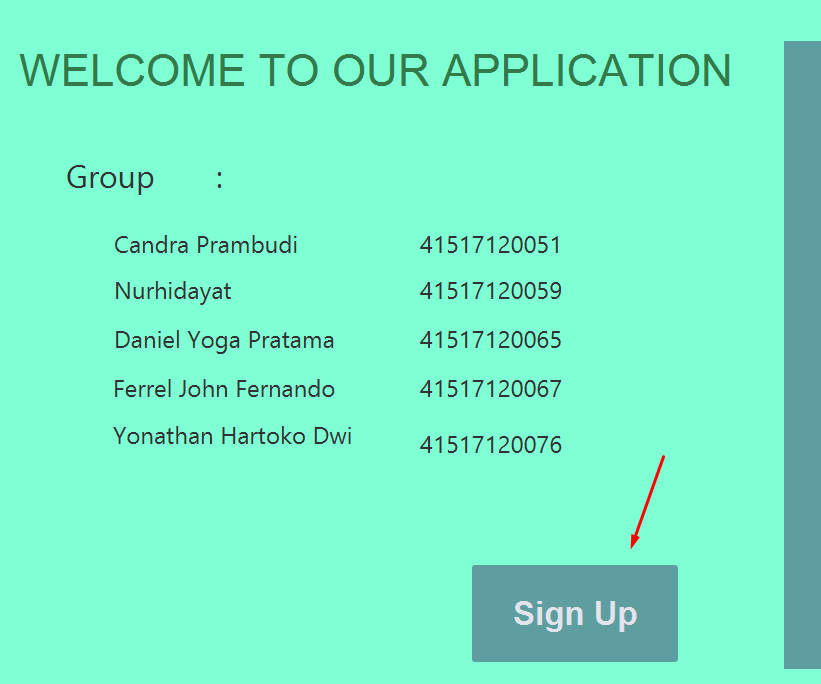 WELCOME TO OUR APPLICATION
Group :
Candra Prambudi 41517120051
Nurhidayat 41517120059
Daniel Yoga Pratama 41517120065
Ferrel John Fernando 41517120067
Yonathan Hartoko Dwi 41517120076
Sign Up